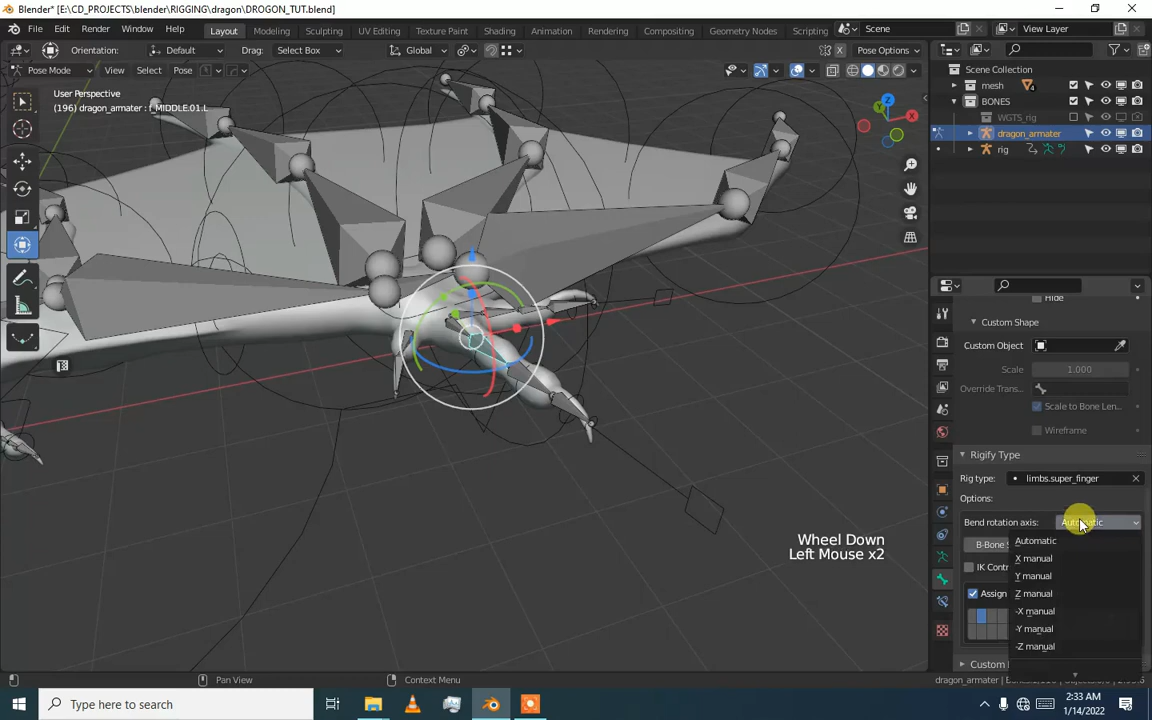 Blender* [E:\CD_PROJECTS\blender\RIGGING\dragon\DROGON_TUT.blend]
File Edit Render Window Help Layout Modeling Sculpting UV Editing Texture Paint Shading Animation Rendering Compositing Geometry Nodes Scripting Scene View Layer
Orientation: Default Drag: Select Box Global Pose Options
Pose Mode View Select Pose
User Perspective
(196) dragon_armater : f_MIDDLE.01.L
X
Y
Z
Scene Collection
mesh 4
BONES
WGTS_rig
dragon_armater
rig
Hide
Custom Shape
Custom Object
Scale 1.000
Override Trans...
Scale to Bone Len...
Wireframe
Rigify Type
Rig type: limbs.super_finger
Options:
Bend rotation axis: Automatic
Automatic
B-Bone
X manual
IK Contr
Y manual
Assign
Z manual
-X manual
-Y manual
-Z manual
Custom
Wheel Down
Left Mouse x2
Pan View Context Menu
Type here to search
2:33 AM
1/14/2022